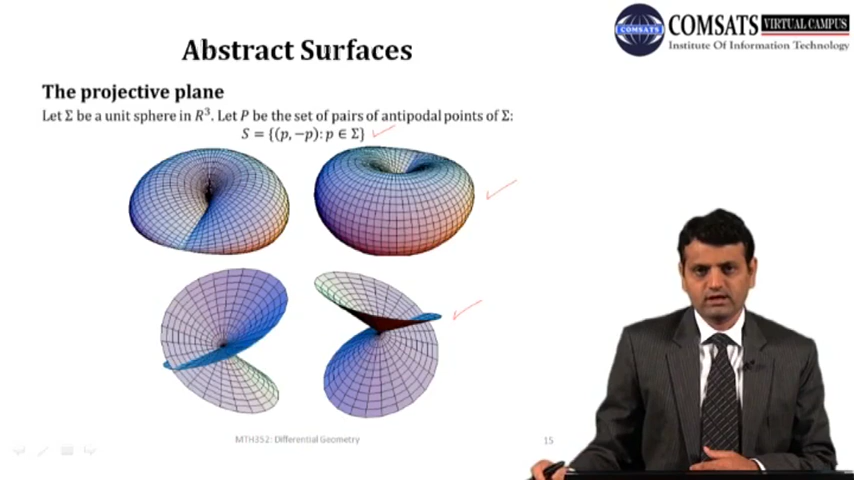 Abstract Surfaces
COMSATS VIRTUAL CAMPUS
Institute Of Information Technology
COMSATS
The projective plane
Let Σ be a unit sphere in R³. Let P be the set of pairs of antipodal points of Σ:
S = {(p, −p): p ∈ Σ}
MTH352: Differential Geometry
15